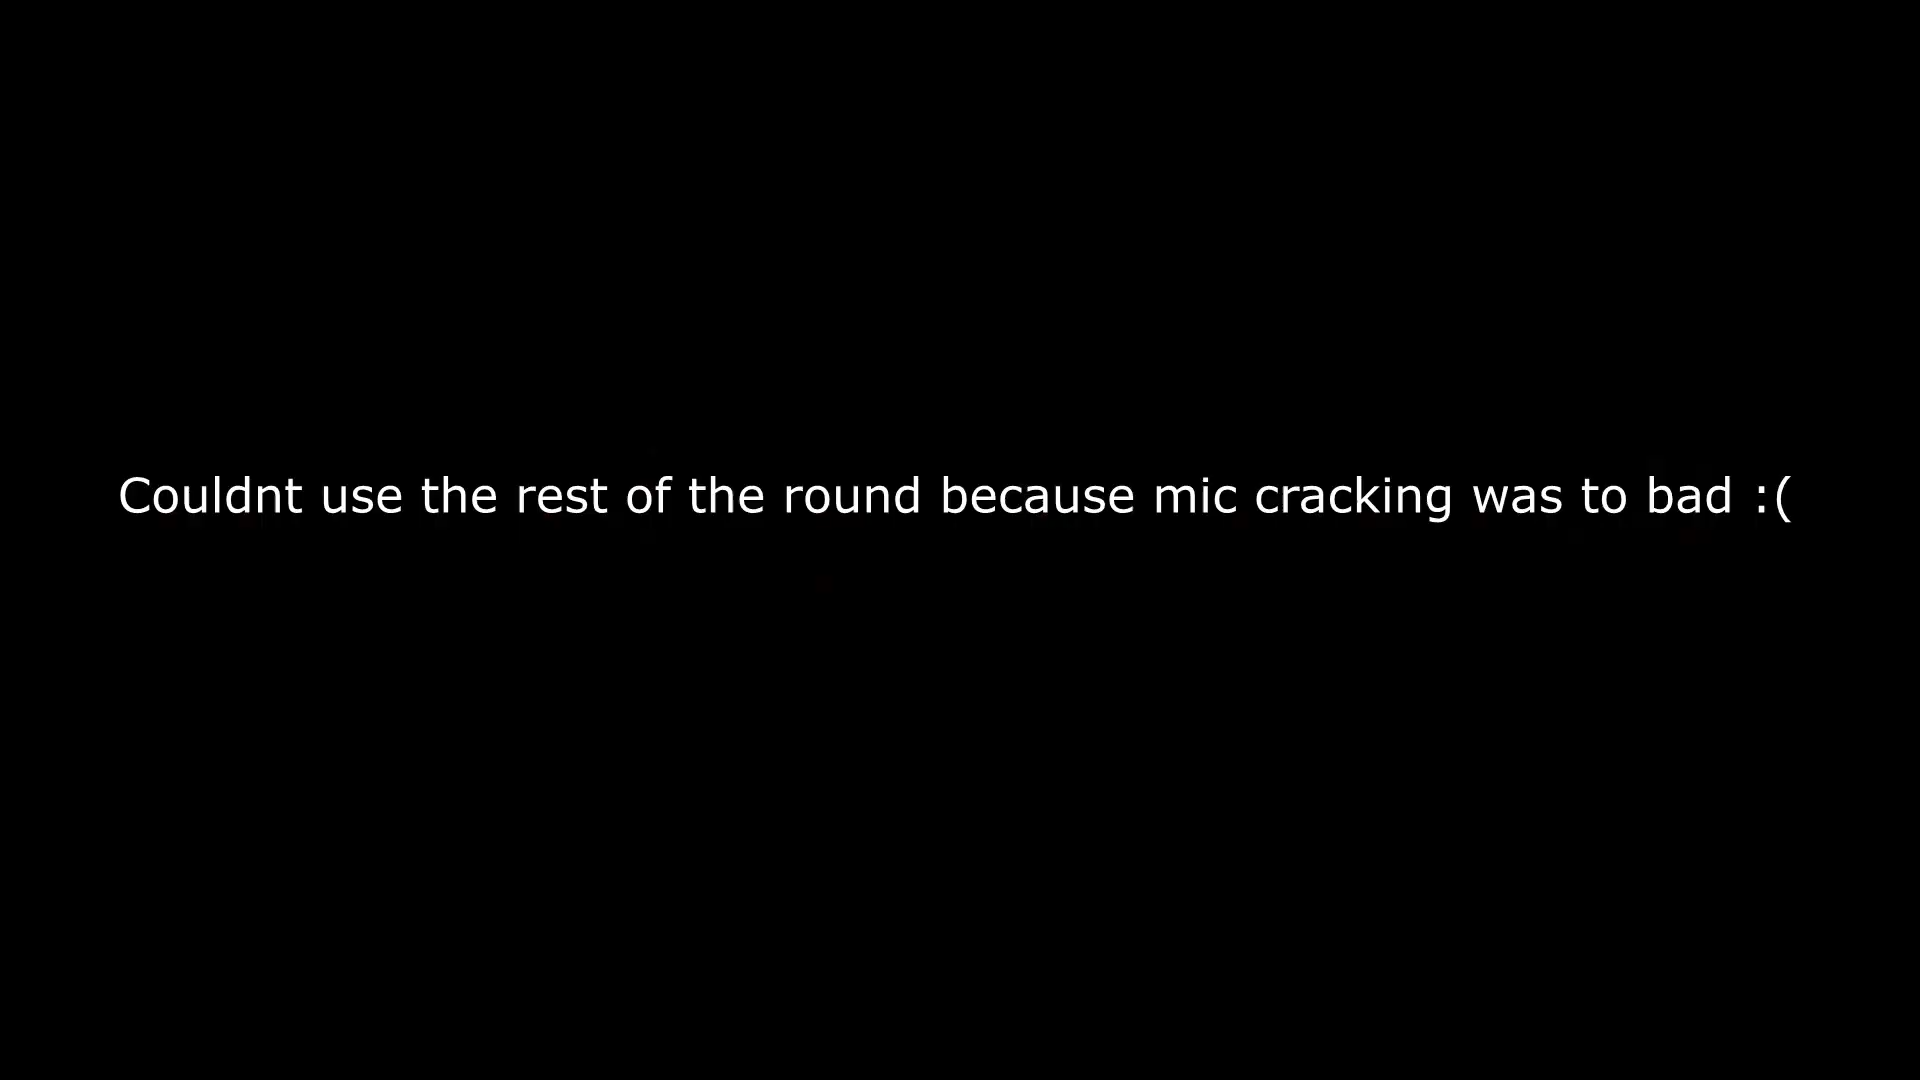 Couldnt use the rest of the round because mic cracking was to bad :(